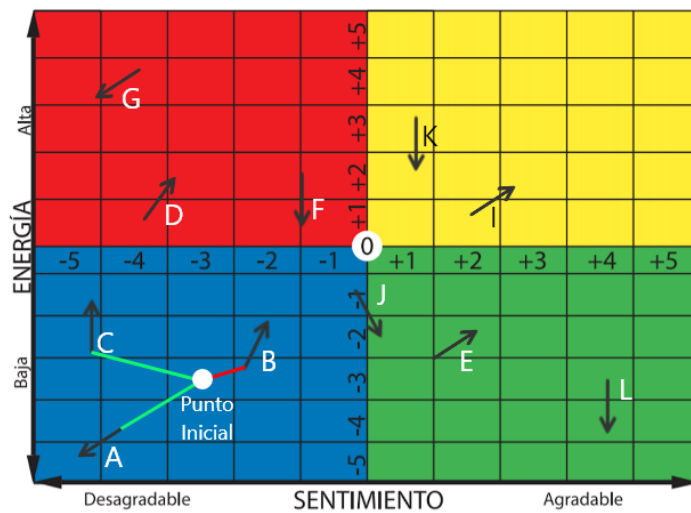 +5
+4
+3
+2
+1
G
K
D
F
I
Alta
ENERGÍA
Baja
0
-5 -4 -3 -2 -1 +1 +2 +3 +4 +5
J
C
B
E
L
A
-2
-3
-4
-5
Punto
Inicial
Desagradable SENTIMIENTO Agradable